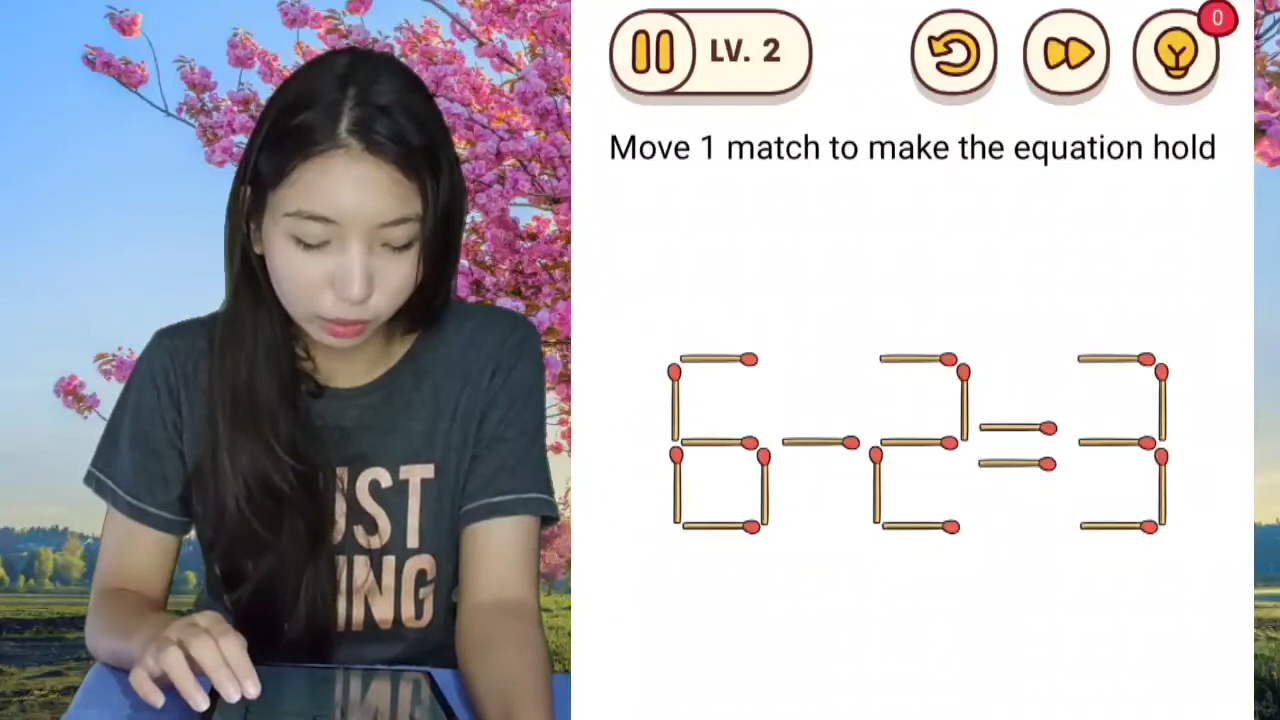 LV. 2
0
Move 1 match to make the equation hold
6-2=3
UST
ING